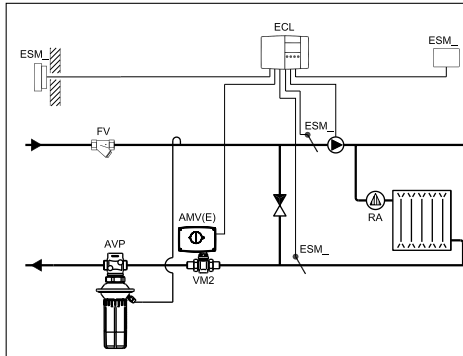 ECL
ESM_
ESM_
FV
ESM_
AMV(E)
RA
AVP
ESM_
VM2